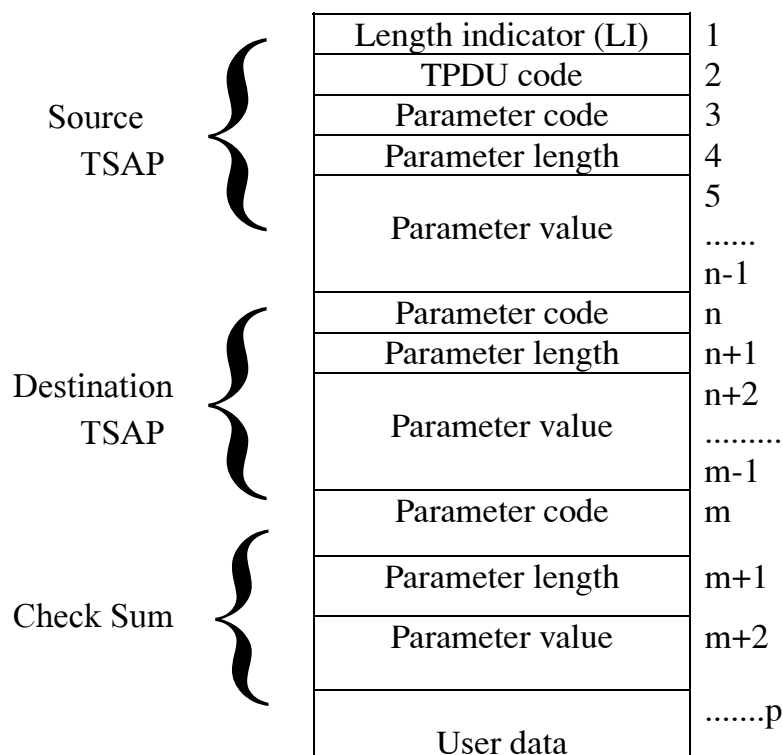 Length indicator (LI) 1
TPDU code 2
Source
TSAP
Parameter code 3
Parameter length 4
Parameter value
5
......
n-1
Parameter code n
Parameter length n+1
Destination
TSAP
Parameter value
n+2
.........
m-1
Parameter code m
Parameter length m+1
Check Sum
Parameter value m+2
.......p
User data